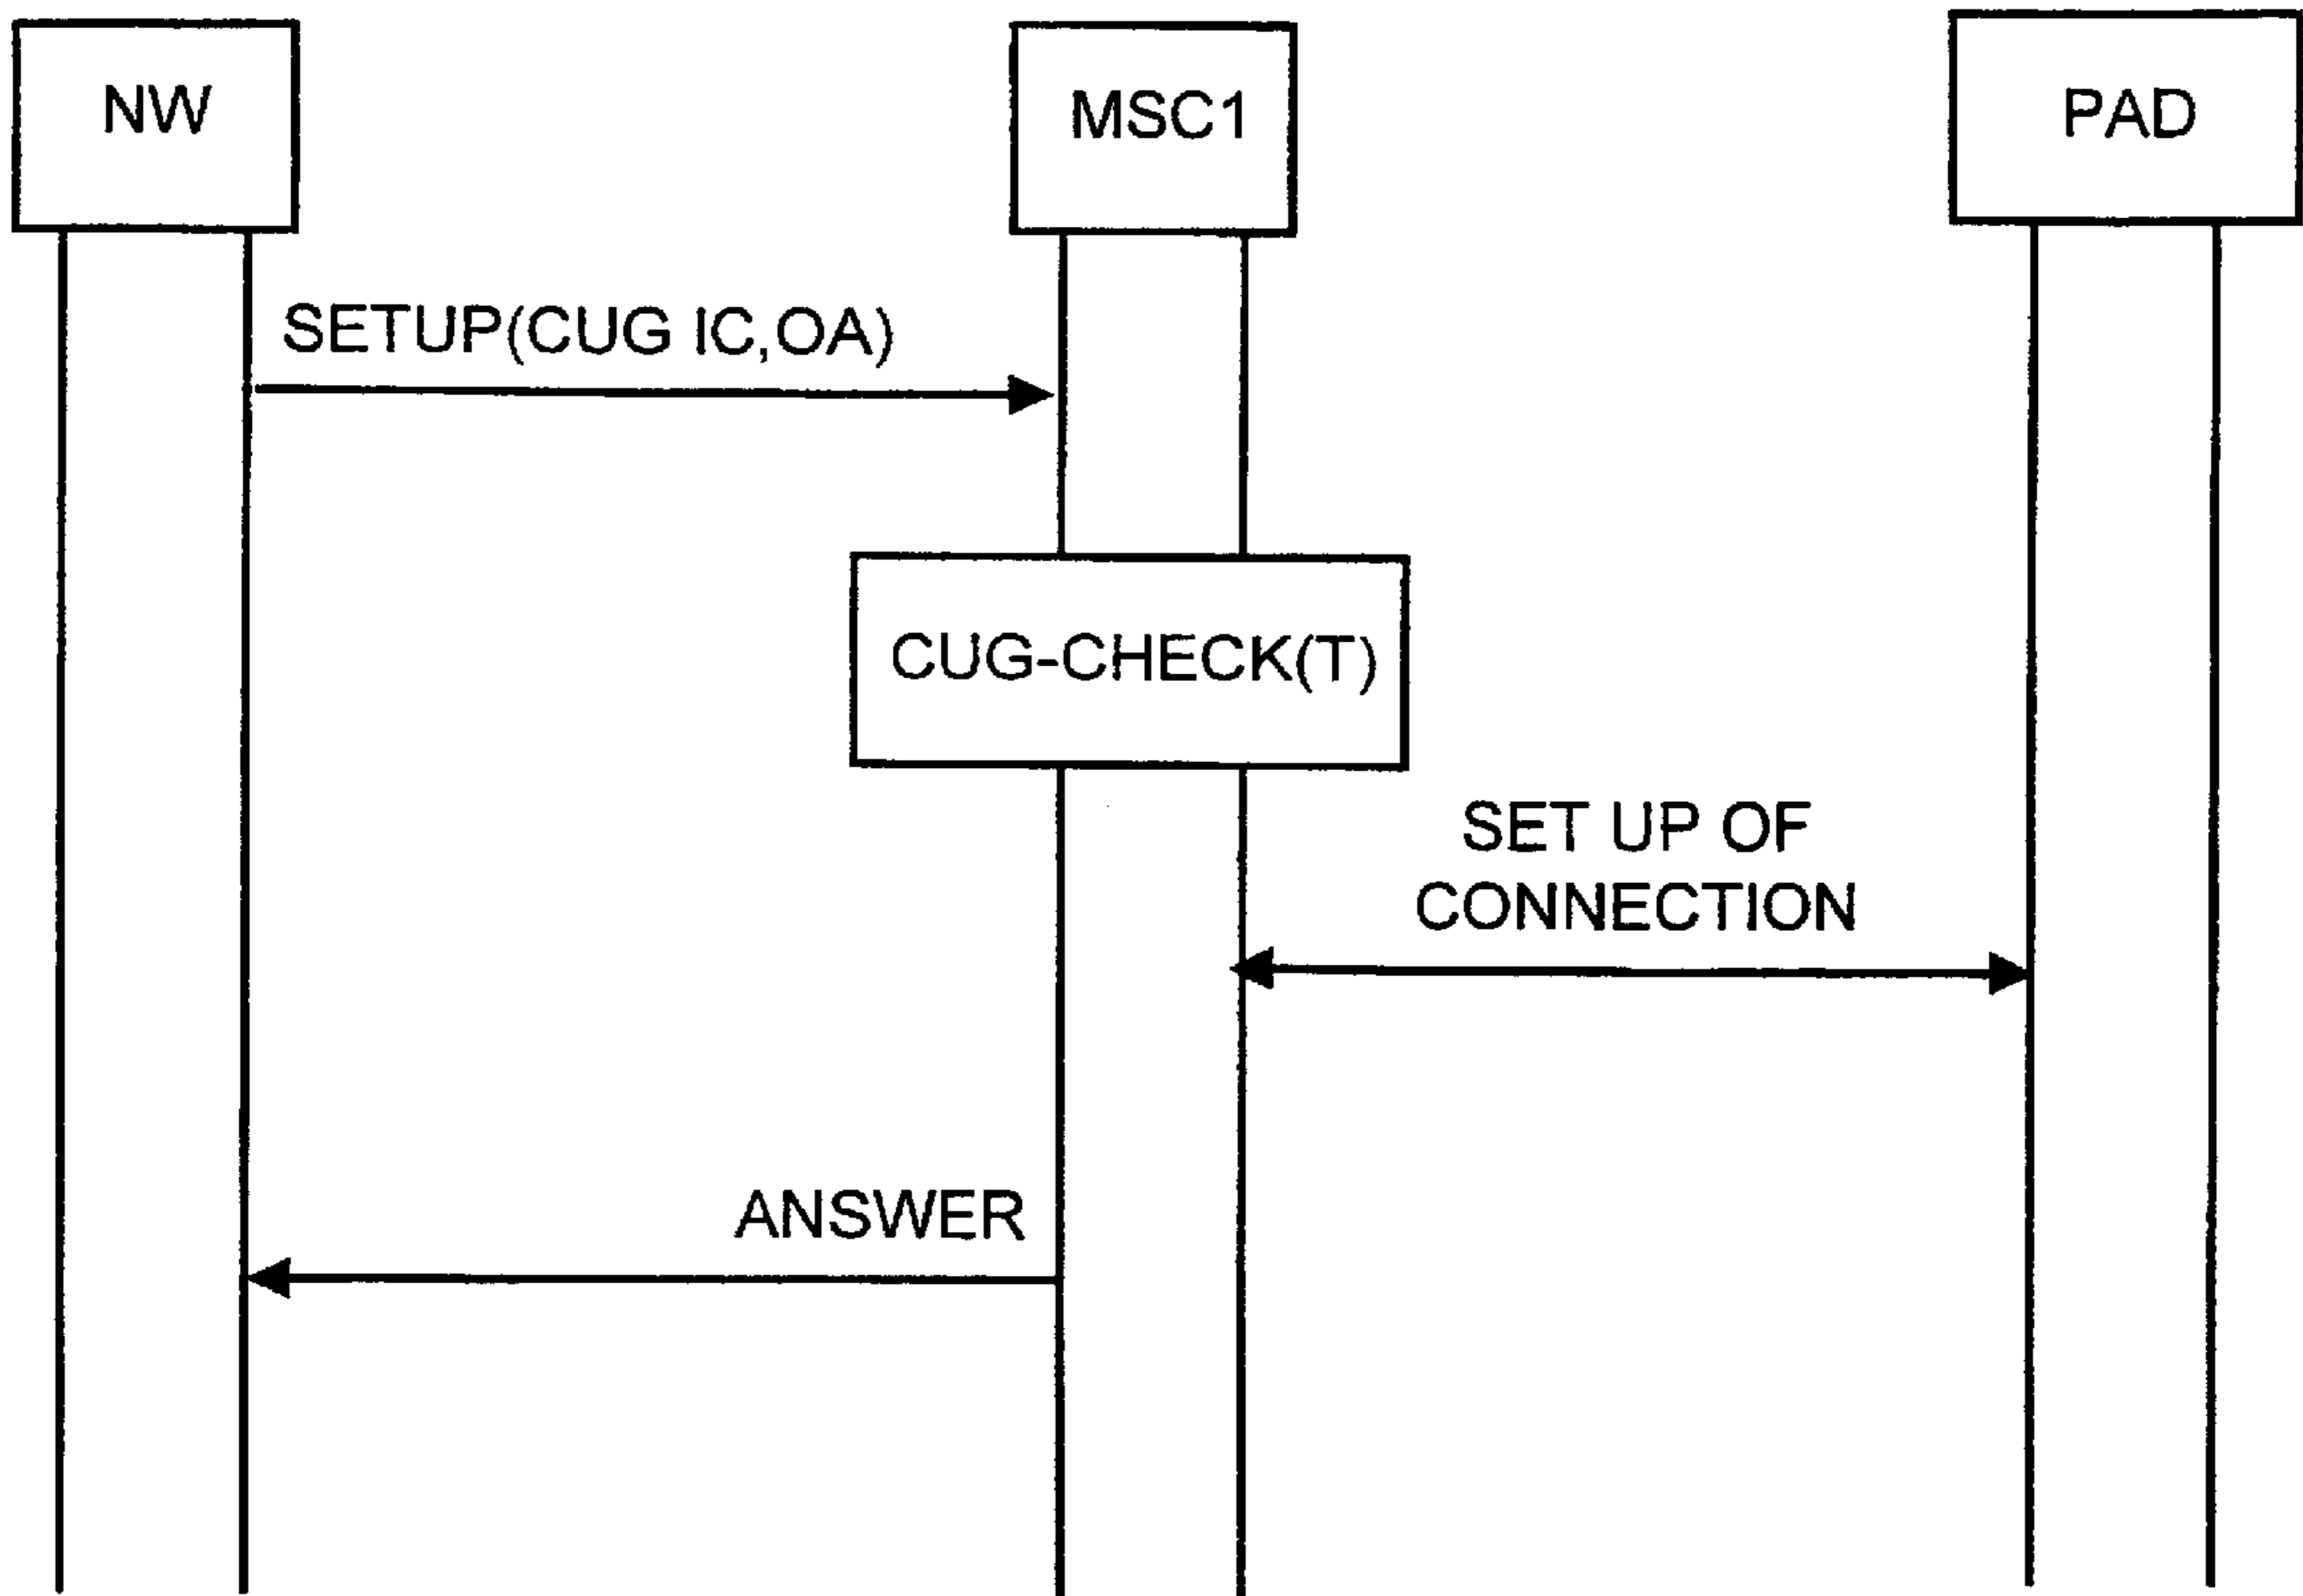 NW
MSC1
PAD
SETUP(CUG IC,OA)
CUG-CHECK(T)
SET UP OF
CONNECTION
ANSWER